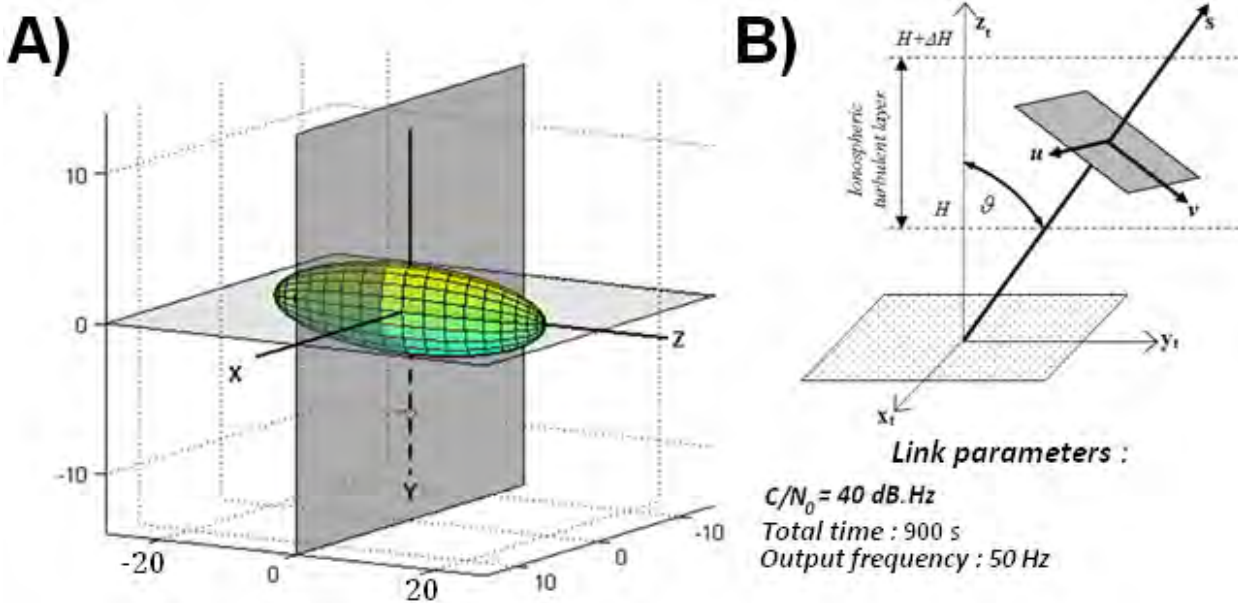 A)
10
0
-10
-20
0
20
10
0
-10
X
Z
Y
B)
z_t
s
H+ΔH
Ionospheric
turbulent layer
H
ϑ
u
v
y_t
x_t
Link parameters :
C/N₀ = 40 dB.Hz
Total time : 900 s
Output frequency : 50 Hz